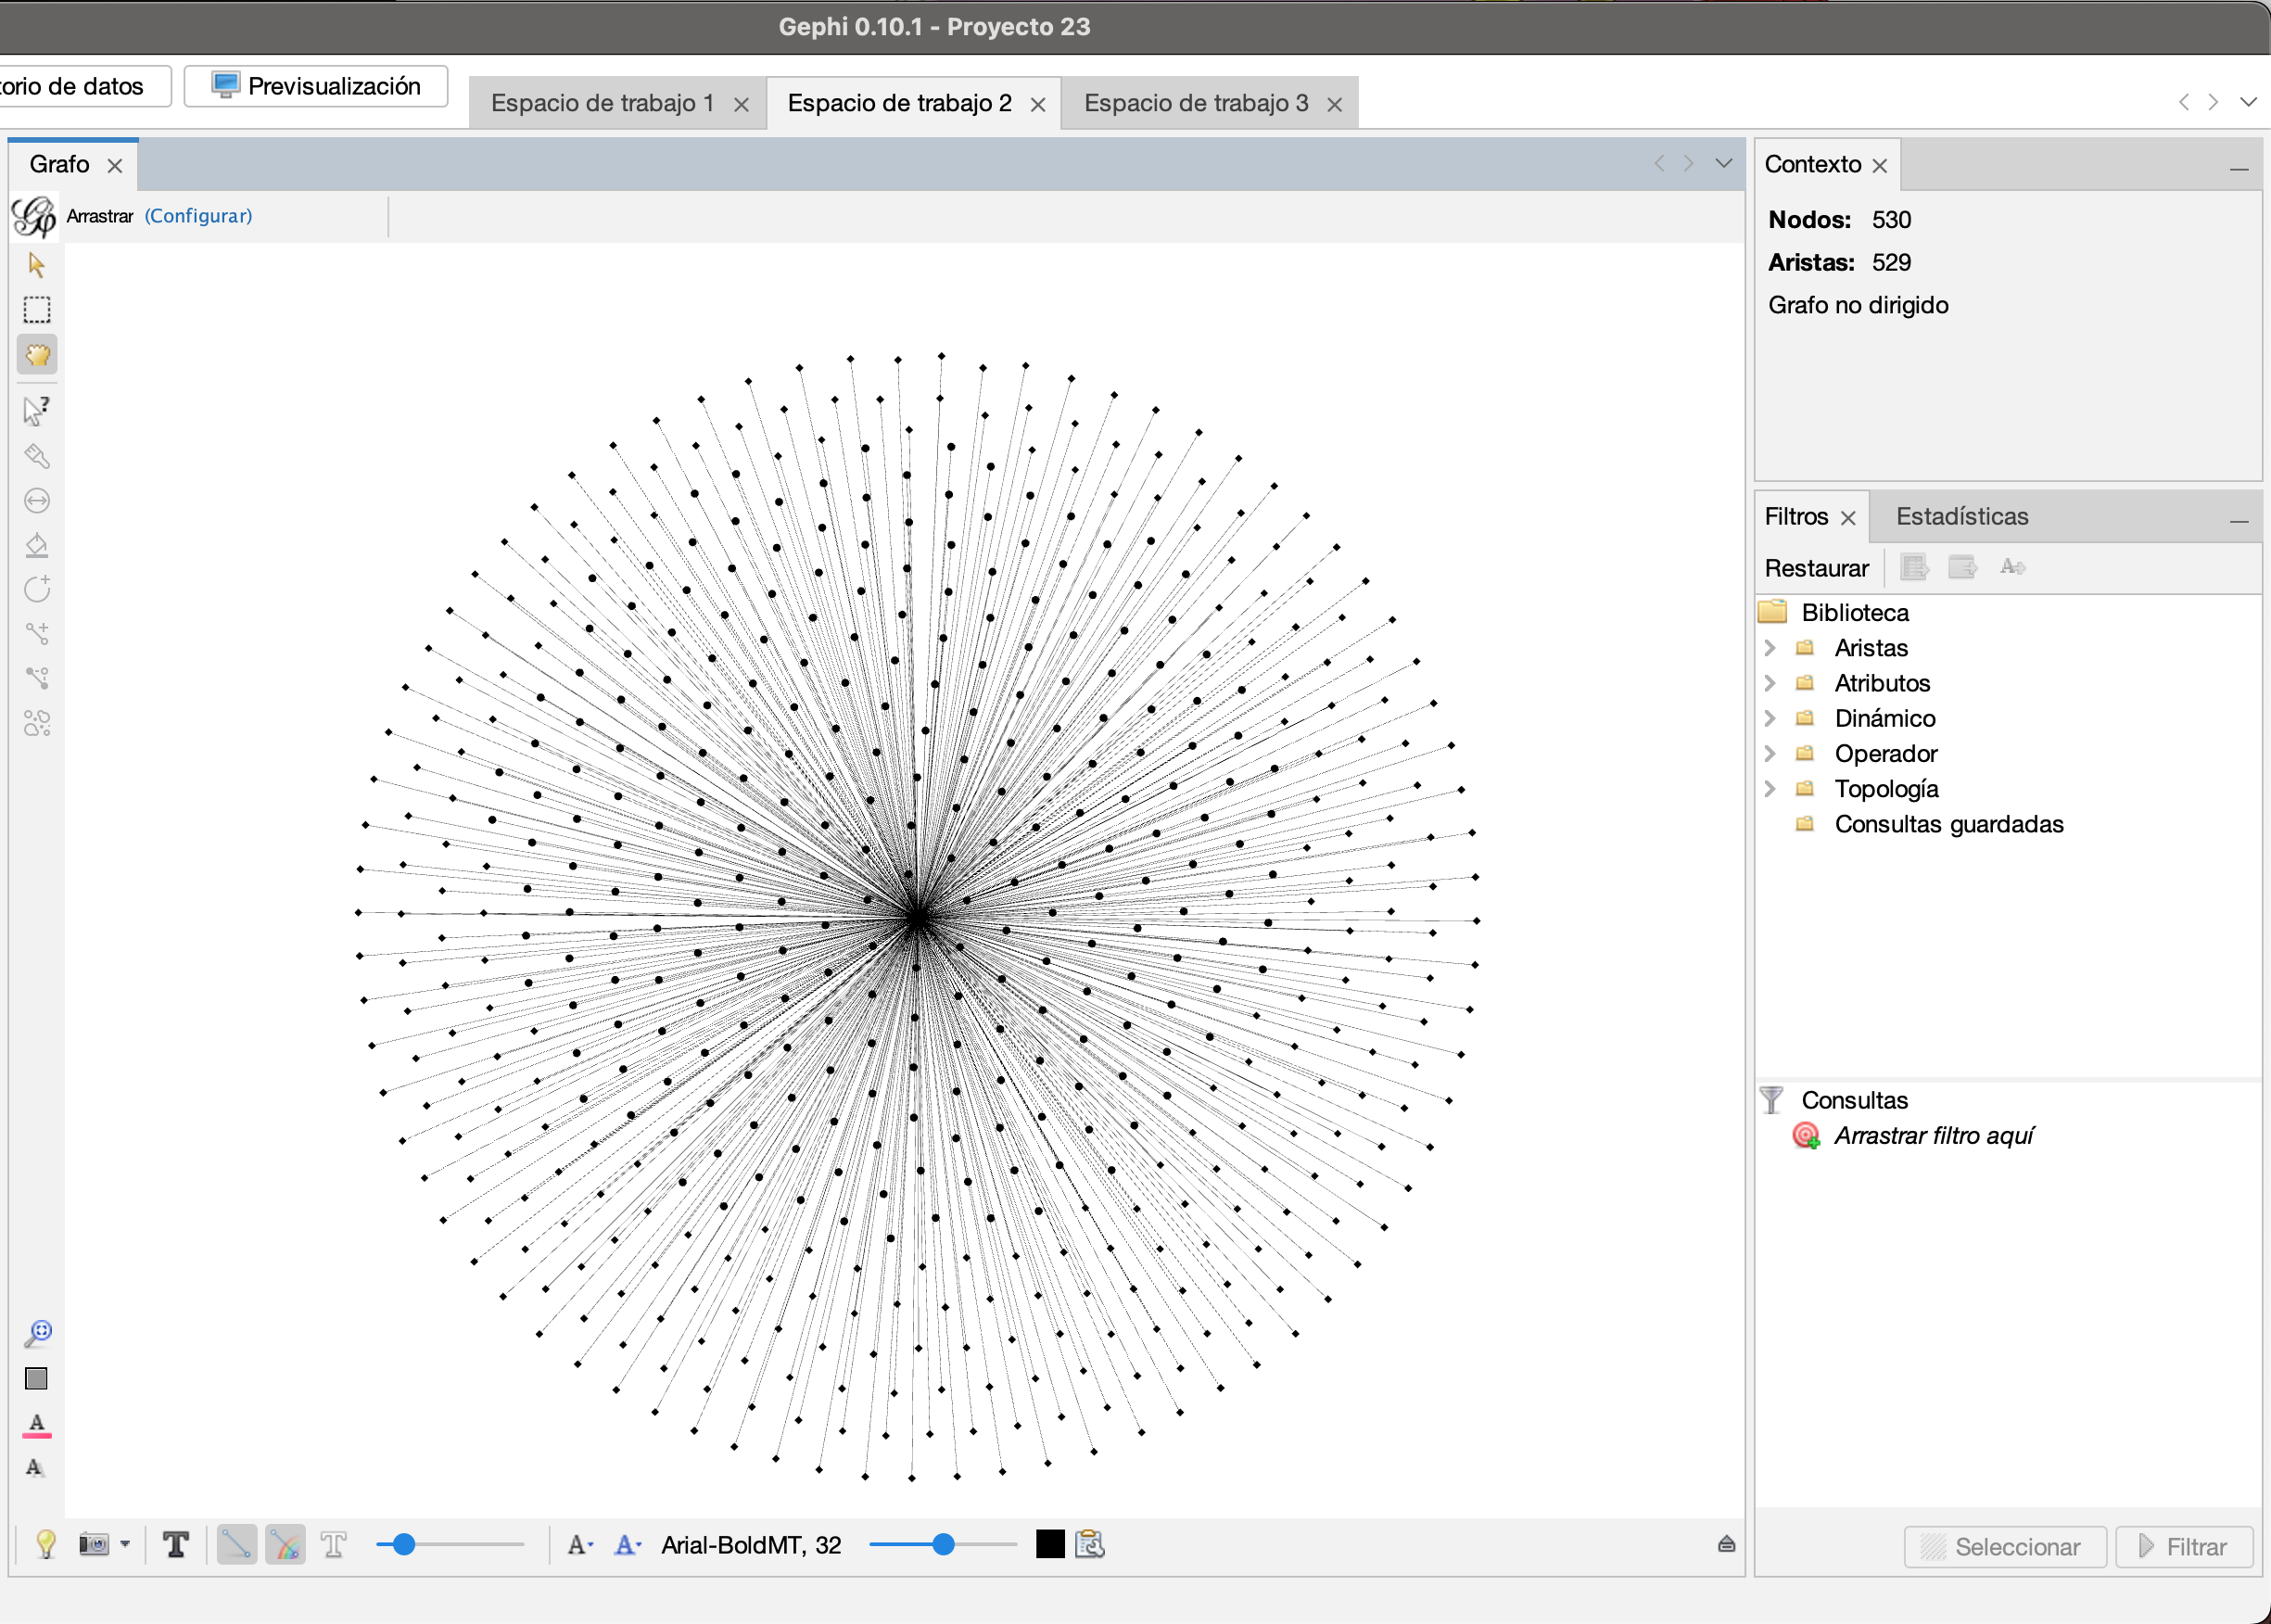 Gephi 0.10.1 - Proyecto 23
torio de datos
Previsualización
Espacio de trabajo 1
Espacio de trabajo 2
Espacio de trabajo 3
Grafo
Arrastrar (Configurar)
Contexto
Nodos: 530
Aristas: 529
Grafo no dirigido
Filtros
Estadísticas
Restaurar
Biblioteca
Aristas
Atributos
Dinámico
Operador
Topología
Consultas guardadas
Consultas
Arrastrar filtro aquí
Arial-BoldMT, 32
Seleccionar
Filtrar